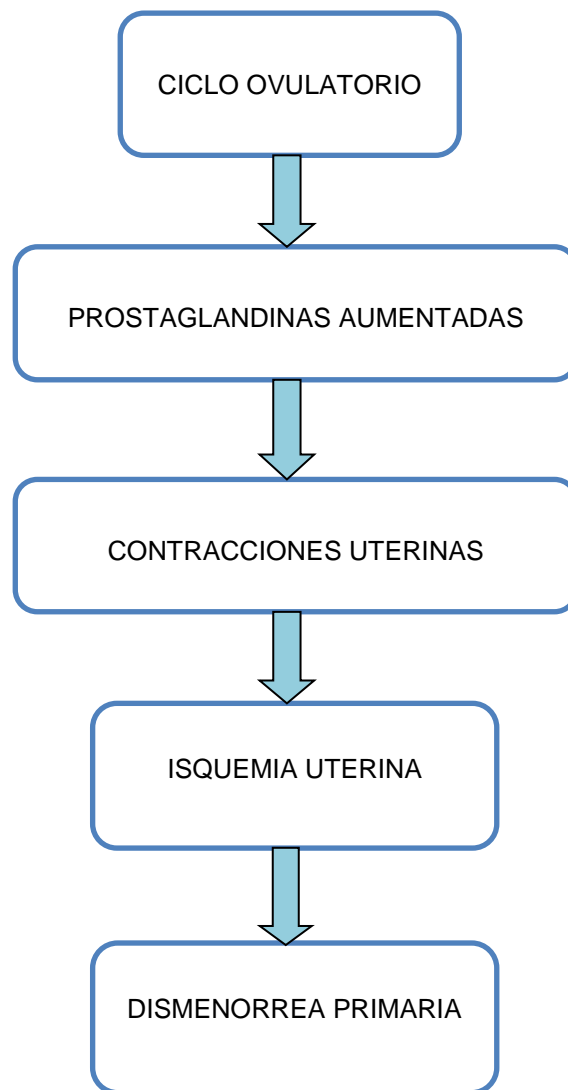 CICLO OVULATORIO
PROSTAGLANDINAS AUMENTADAS
CONTRACCIONES UTERINAS
ISQUEMIA UTERINA
DISMENORREA PRIMARIA